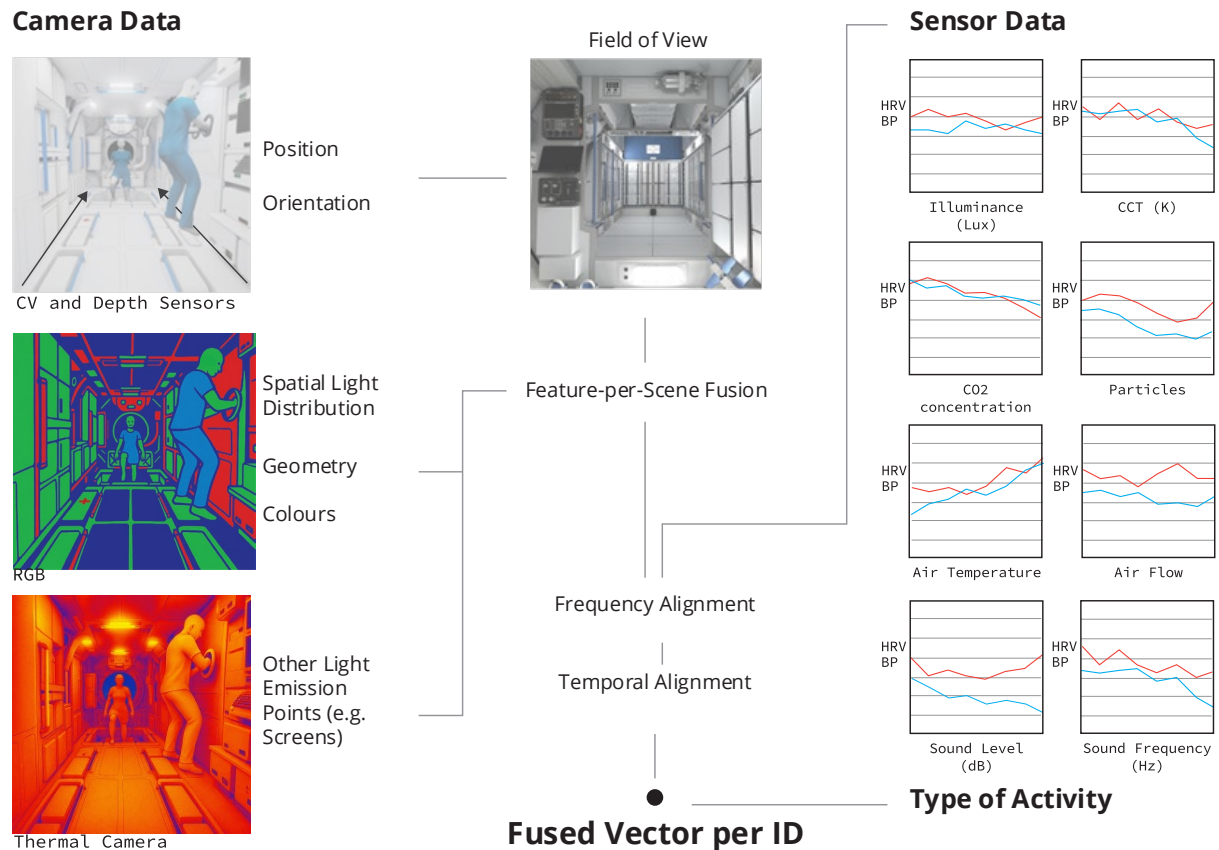 Camera Data
Position
Orientation
CV and Depth Sensors
Spatial Light
Distribution
Geometry
Colours
RGB
Other Light
Emission
Points (e.g.
Screens)
Thermal Camera
Field of View
Feature-per-Scene Fusion
Frequency Alignment
Temporal Alignment
Fused Vector per ID
Sensor Data
HRV
BP
Illuminance
(Lux)
HRV
BP
CCT (K)
HRV
BP
CO2
concentration
HRV
BP
Particles
HRV
BP
Air Temperature
HRV
BP
Air Flow
HRV
BP
Sound Level
(dB)
HRV
BP
Sound Frequency
(Hz)
Type of Activity